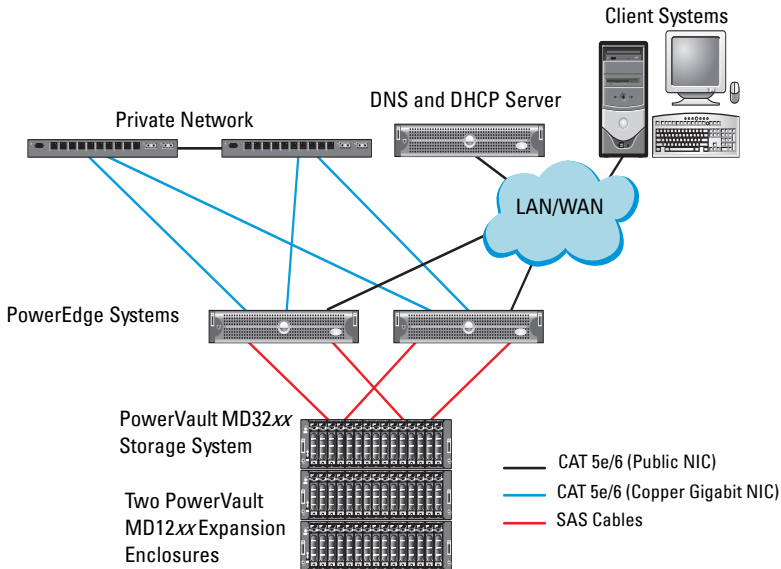 Client Systems
DNS and DHCP Server
Private Network
LAN/WAN
PowerEdge Systems
PowerVault MD32xx
Storage System
Two PowerVault
MD12xx Expansion
Enclosures
CAT 5e/6 (Public NIC)
CAT 5e/6 (Copper Gigabit NIC)
SAS Cables